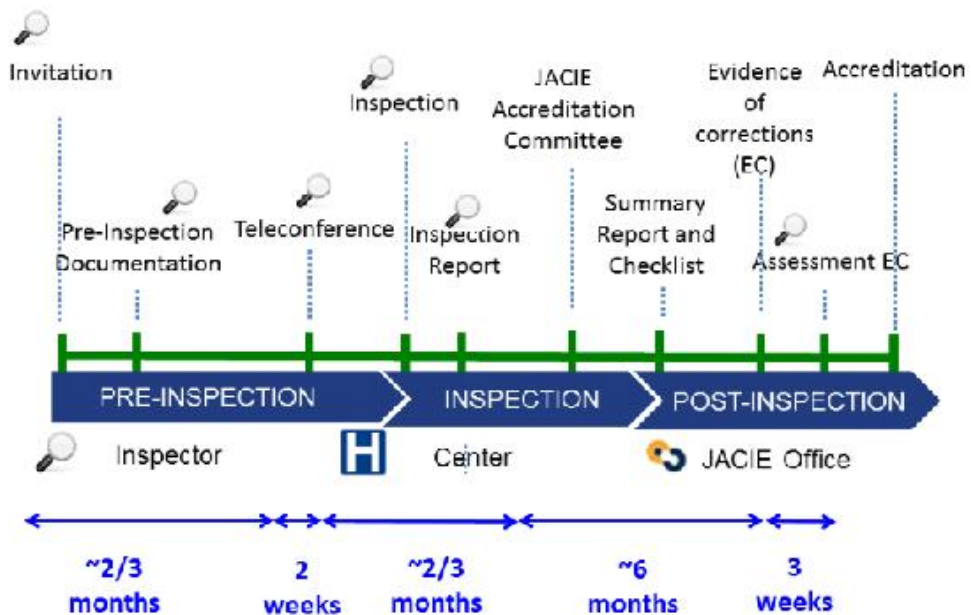 Invitation
Pre-Inspection
Documentation
Teleconference
Inspection
Inspection
Report
JACIE
Accreditation
Committee
Summary
Report and
Checklist
Evidence
of
corrections
(EC)
Assessment EC
Accreditation
PRE-INSPECTION
INSPECTION
POST-INSPECTION
Inspector
H
Center
JACIE Office
~2/3
months
2
weeks
~2/3
months
~6
months
3
weeks